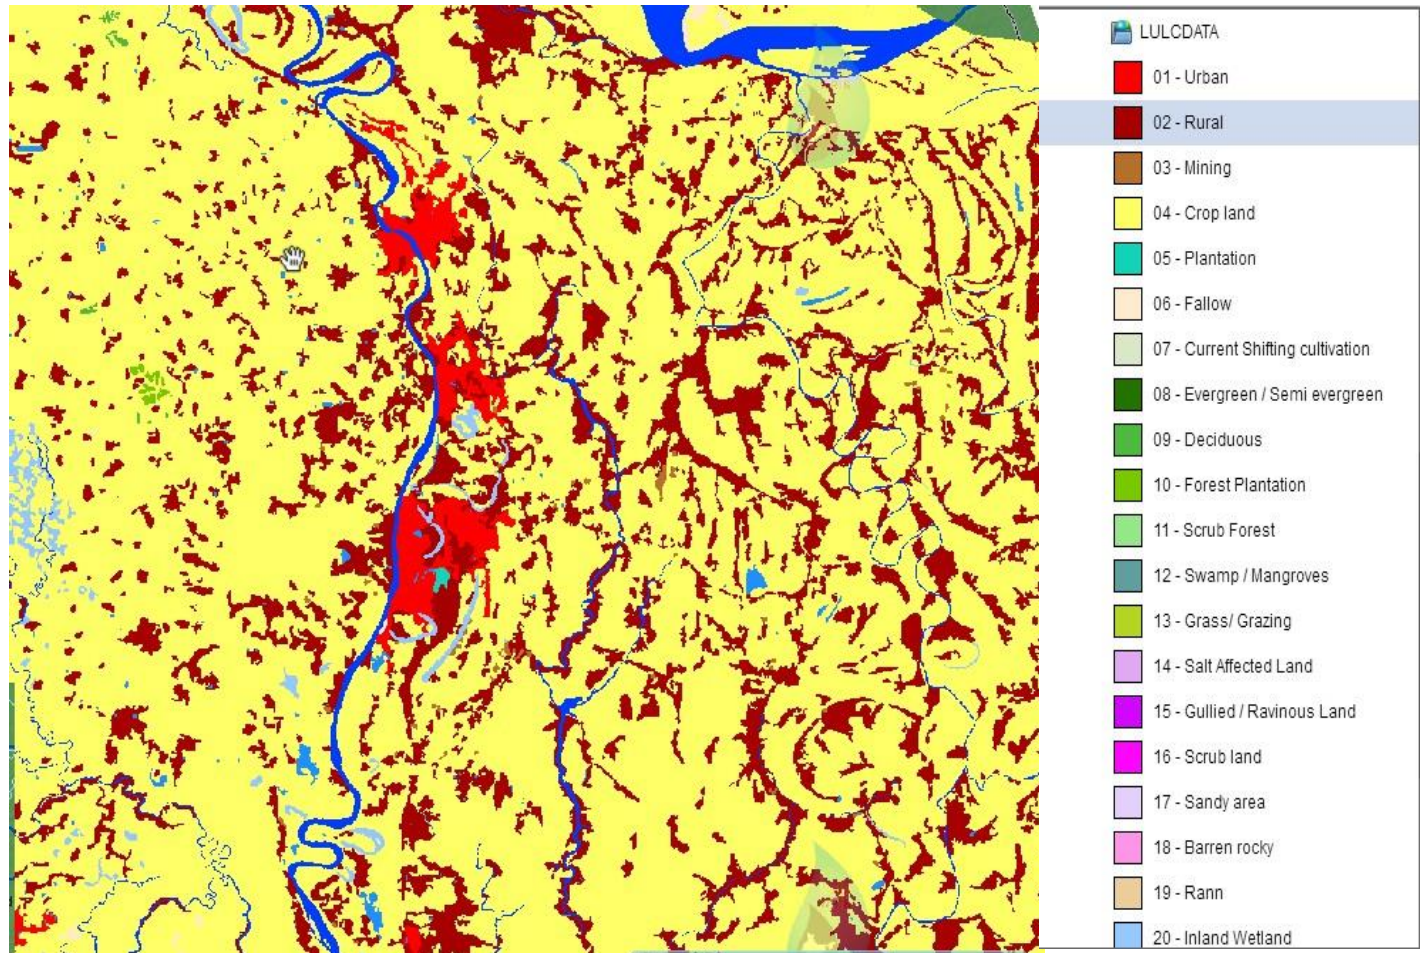 LULCDATA
01 - Urban
02 - Rural
03 - Mining
04 - Crop land
05 - Plantation
06 - Fallow
07 - Current Shifting cultivation
08 - Evergreen / Semi evergreen
09 - Deciduous
10 - Forest Plantation
11 - Scrub Forest
12 - Swamp / Mangroves
13 - Grass/ Grazing
14 - Salt Affected Land
15 - Gullied / Ravinous Land
16 - Scrub land
17 - Sandy area
18 - Barren rocky
19 - Rann
20 - Inland Wetland